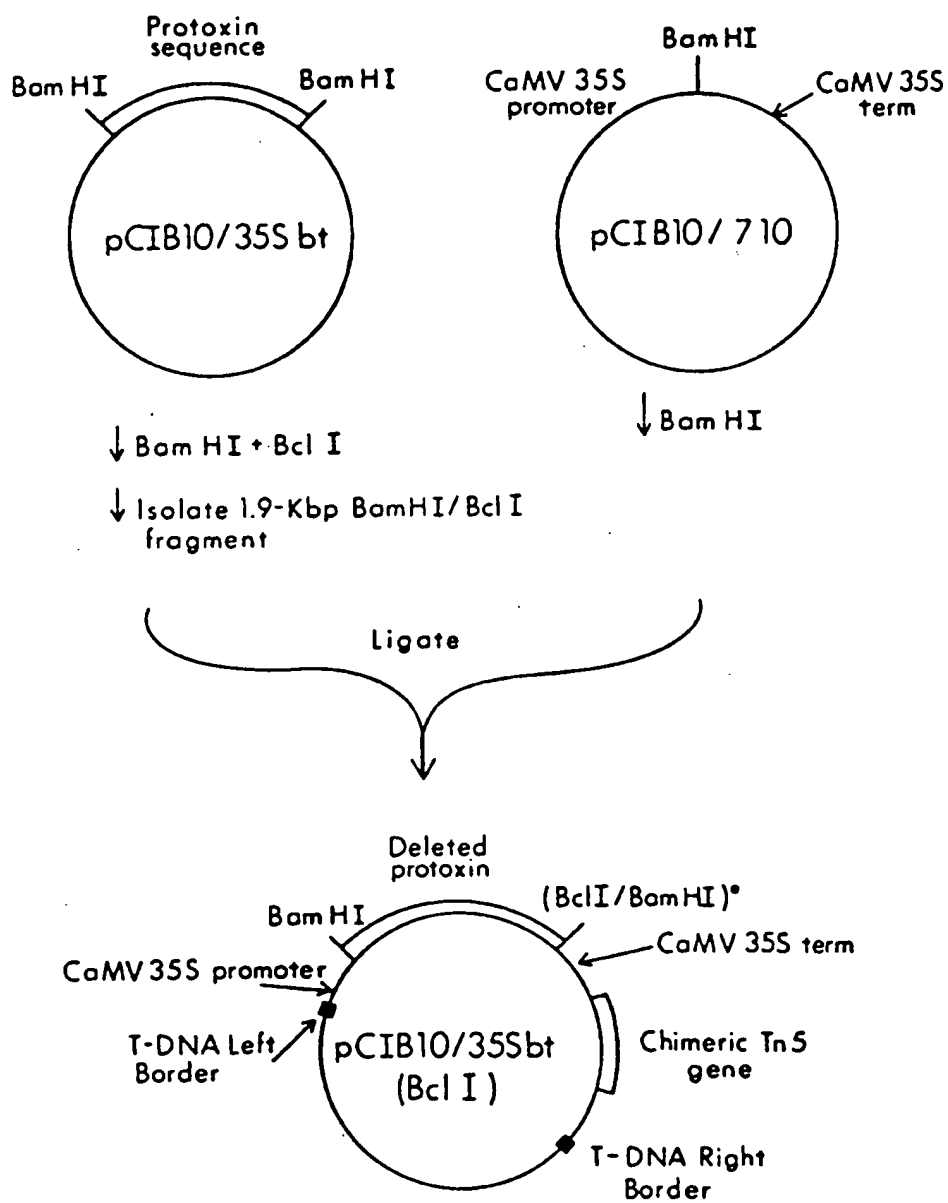 Protoxin
sequence
Bam HI
Bam HI
pCIB10/35S bt
Bam HI
CaMV 35S
promoter
CaMV 35S
term
pCIB10/710
↓ Bam HI + Bcl I
↓ Isolate 1.9-Kbp BamHI/Bcl I
fragment
↓ Bam HI
Ligate
Deleted
protoxin
Bam HI
(BclI/BamHI)*
CaMV 35S promoter
CaMV 35S term
T-DNA Left
Border
pCIB10/35Sbt
(Bcl I)
Chimeric Tn5
gene
T-DNA Right
Border